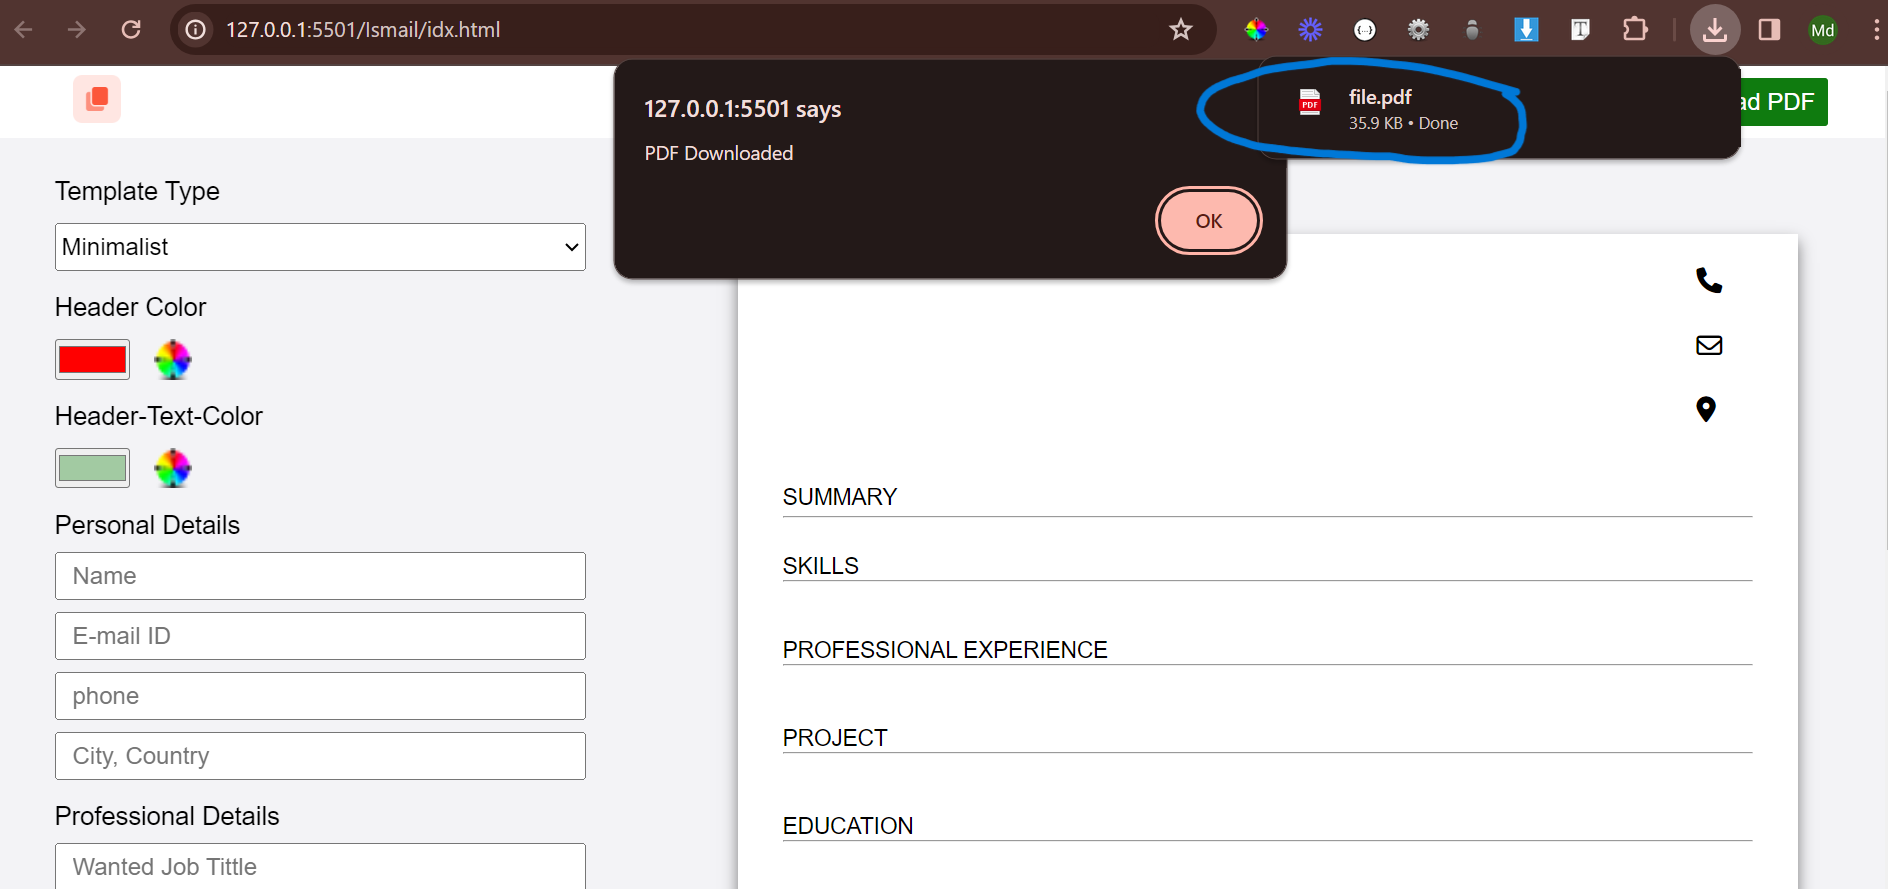 127.0.0.1:5501/Ismail/idx.html
Md
127.0.0.1:5501 says
PDF Downloaded
OK
PDF
file.pdf
35.9 KB • Done
ad PDF
Template Type
Minimalist
Header Color
Header-Text-Color
Personal Details
Name
E-mail ID
phone
City, Country
Professional Details
Wanted Job Tittle
SUMMARY
SKILLS
PROFESSIONAL EXPERIENCE
PROJECT
EDUCATION